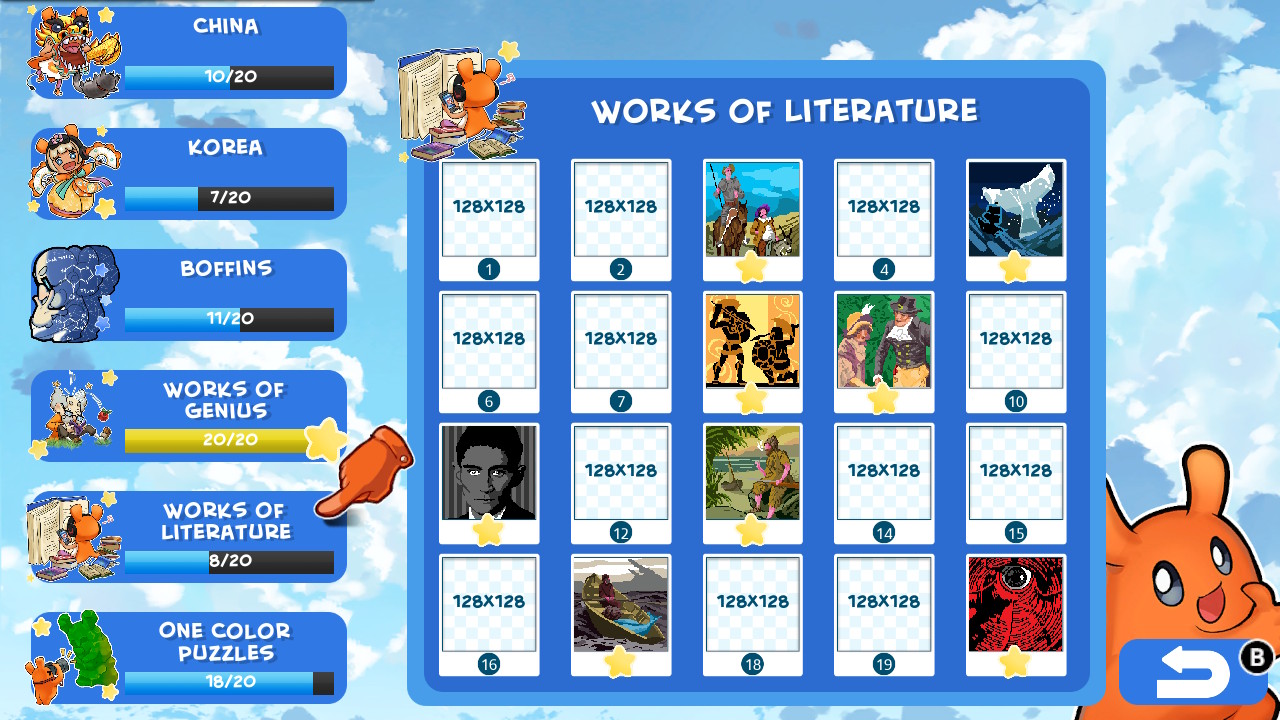 CHINA
10/20
KOREA
7/20
BOFFINS
11/20
WORKS OF
GENIUS
20/20
WORKS OF
LITERATURE
8/20
ONE COLOR
PUZZLES
18/20
WORKS OF LITERATURE
128X128 128X128 128X128
1 2 4
128X128 128X128 128X128
6 7 10
128X128 128X128 128X128
12 14 15
128X128 128X128 128X128
16 18 19
B